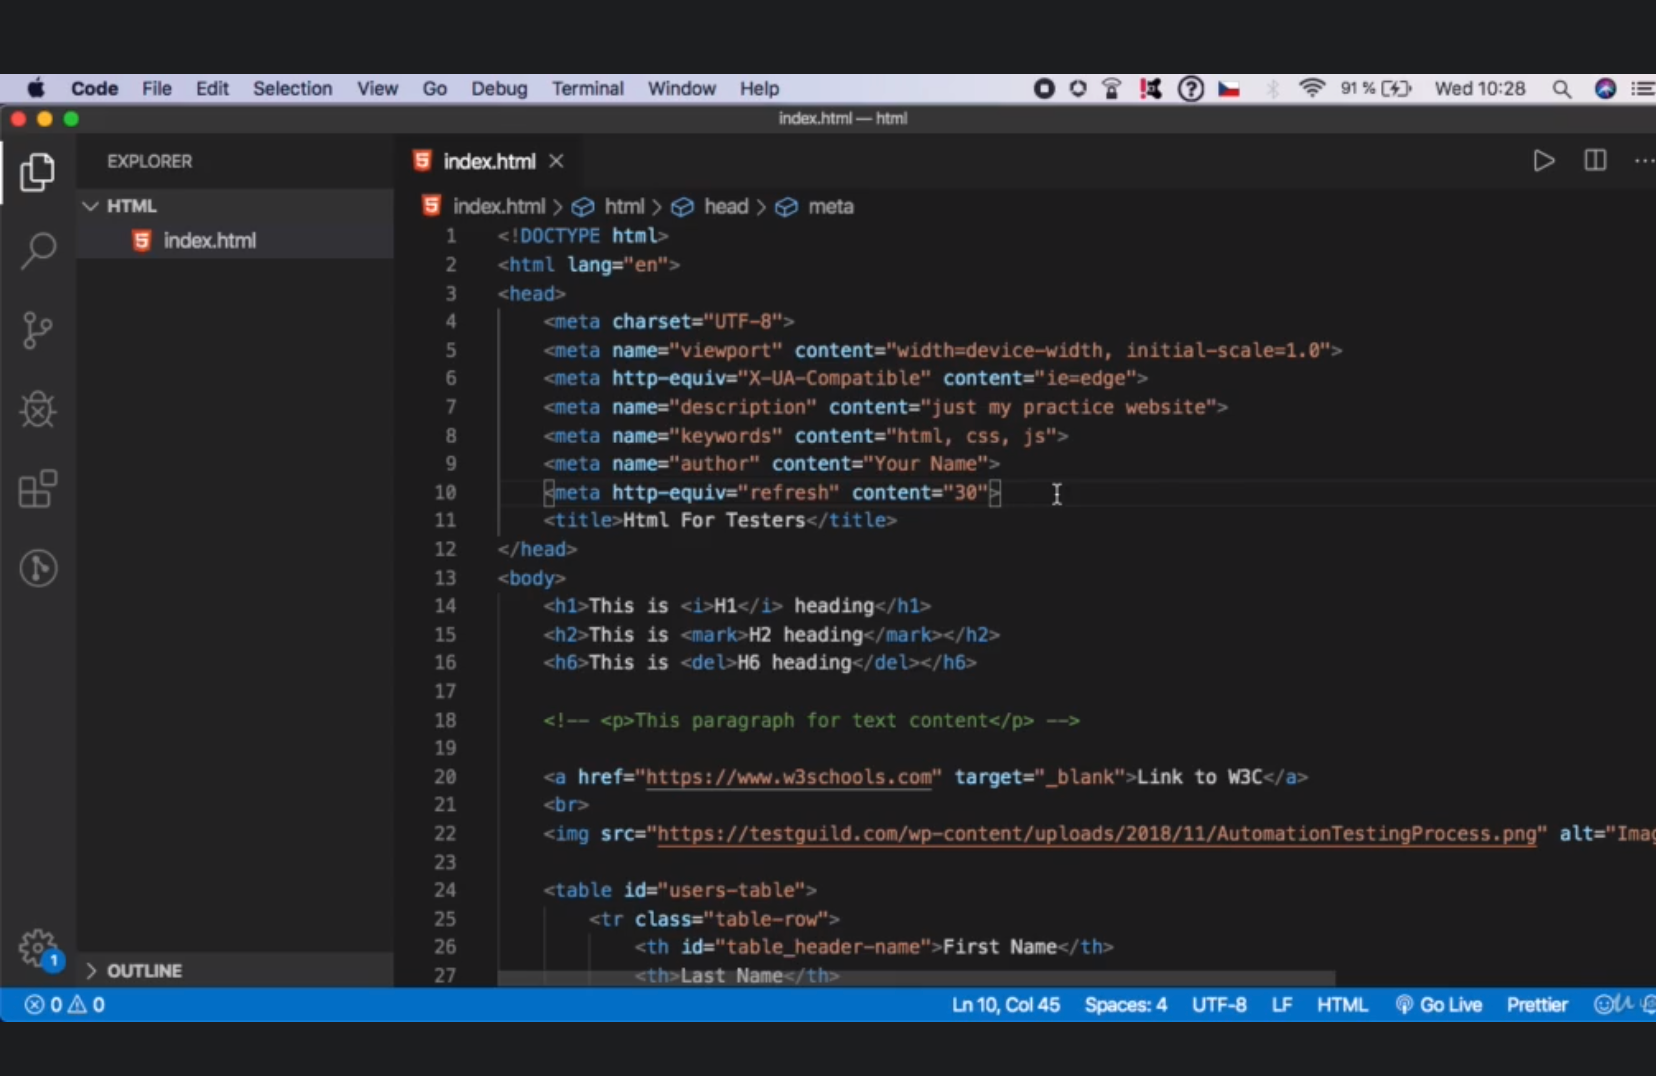 Code File Edit Selection View Go Debug Terminal Window Help 91 % Wed 10:28
index.html — html
EXPLORER
HTML
index.html
OUTLINE
index.html
index.html > html > head > meta
1 <!DOCTYPE html>
2 <html lang="en">
3 <head>
4 <meta charset="UTF-8">
5 <meta name="viewport" content="width=device-width, initial-scale=1.0">
6 <meta http-equiv="X-UA-Compatible" content="ie=edge">
7 <meta name="description" content="just my practice website">
8 <meta name="keywords" content="html, css, js">
9 <meta name="author" content="Your Name">
10 <meta http-equiv="refresh" content="30">
11 <title>Html For Testers</title>
12 </head>
13 <body>
14 <h1>This is <i>H1</i> heading</h1>
15 <h2>This is <mark>H2 heading</mark></h2>
16 <h6>This is <del>H6 heading</del></h6>
17
18 <!-- <p>This paragraph for text content</p> -->
19
20 <a href="https://www.w3schools.com" target="_blank">Link to W3C</a>
21 <br>
22 <img src="https://testguild.com/wp-content/uploads/2018/11/AutomationTestingProcess.png" alt="Imag
23
24 <table id="users-table">
25 <tr class="table-row">
26 <th id="table_header-name">First Name</th>
27 <th>Last Name</th>
1
0 0 Ln 10, Col 45 Spaces: 4 UTF-8 LF HTML Go Live Prettier